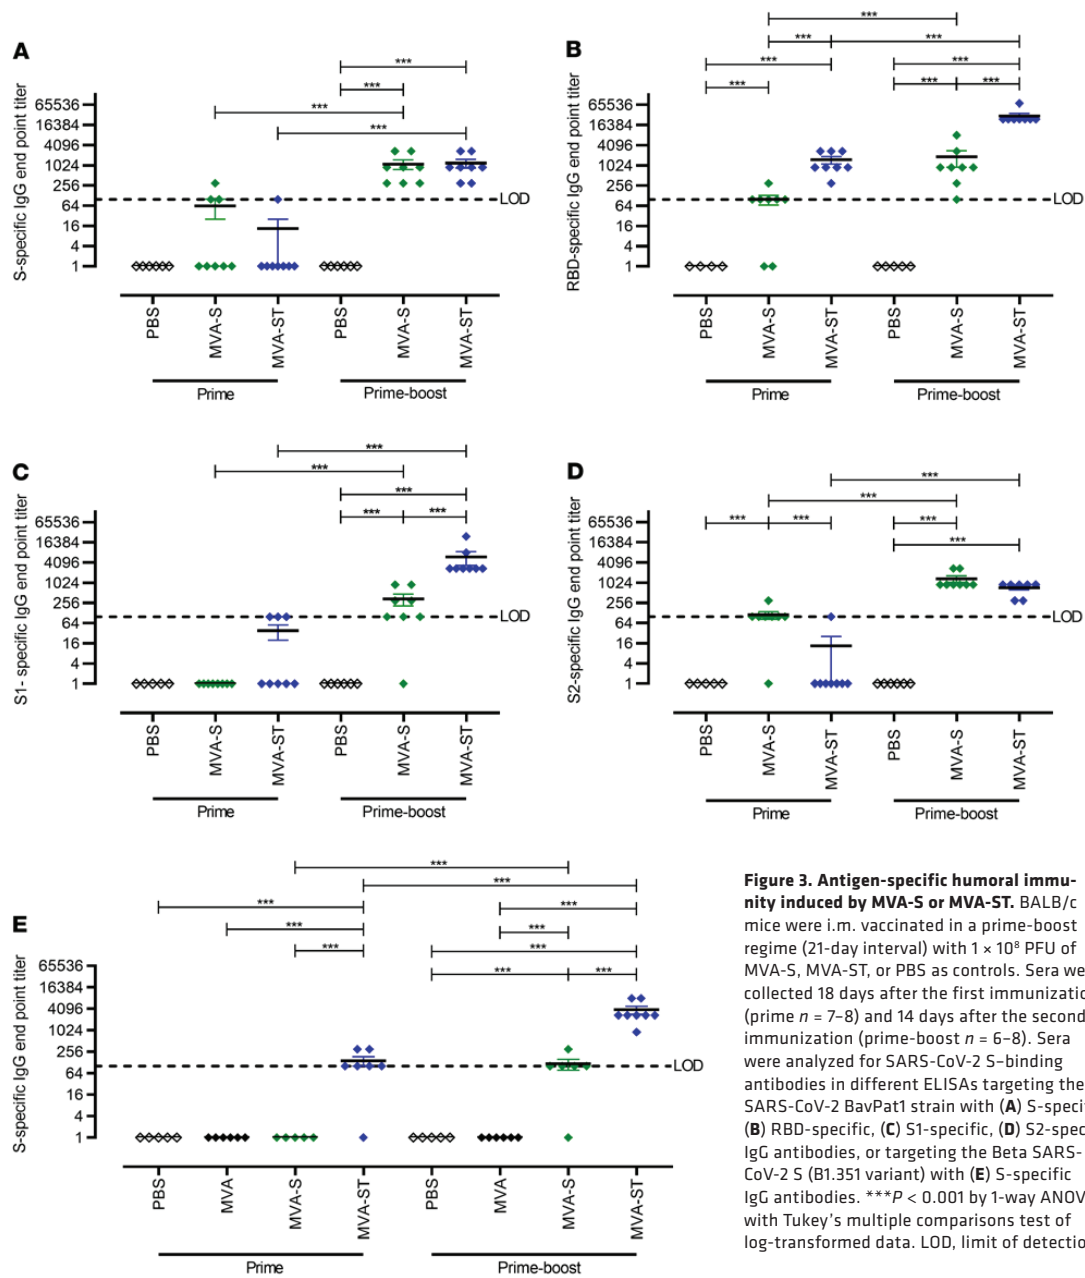 A
S-specific IgG end point titer
65536
16384
4096
1024
256
64
16
4
1
LOD
***
***
***
***
PBS
MVA-S
MVA-ST
PBS
MVA-S
MVA-ST
Prime
Prime-boost
B
RBD-specific IgG end point titer
65536
16384
4096
1024
256
64
16
4
1
LOD
***
*** ***
*** ***
*** *** ***
PBS
MVA-S
MVA-ST
PBS
MVA-S
MVA-ST
Prime
Prime-boost
C
S1- specific IgG end point titer
65536
16384
4096
1024
256
64
16
4
1
LOD
***
***
***
*** ***
PBS
MVA-S
MVA-ST
PBS
MVA-S
MVA-ST
Prime
Prime-boost
D
S2-specific IgG end point titer
65536
16384
4096
1024
256
64
16
4
1
LOD
***
***
*** *** ***
***
PBS
MVA-S
MVA-ST
PBS
MVA-S
MVA-ST
Prime
Prime-boost
E
S-specific IgG end point titer
65536
16384
4096
1024
256
64
16
4
1
LOD
***
***
*** ***
*** ***
*** ***
*** ***
PBS
MVA
MVA-S
MVA-ST
PBS
MVA
MVA-S
MVA-ST
Prime
Prime-boost
Figure 3. Antigen-specific humoral immu-
nity induced by MVA-S or MVA-ST. BALB/c
mice were i.m. vaccinated in a prime-boost
regime (21-day interval) with 1 × 10⁸ PFU of
MVA-S, MVA-ST, or PBS as controls. Sera we
collected 18 days after the first immunizatio
(prime n = 7–8) and 14 days after the second
immunization (prime-boost n = 6–8). Sera
were analyzed for SARS-CoV-2 S–binding
antibodies in different ELISAs targeting the
SARS-CoV-2 BavPat1 strain with (A) S-speci
(B) RBD-specific, (C) S1-specific, (D) S2-spec
IgG antibodies, or targeting the Beta SARS-
CoV-2 S (B1.351 variant) with (E) S-specific
IgG antibodies. ***P < 0.001 by 1-way ANOV
with Tukey's multiple comparisons test of
log-transformed data. LOD, limit of detectio